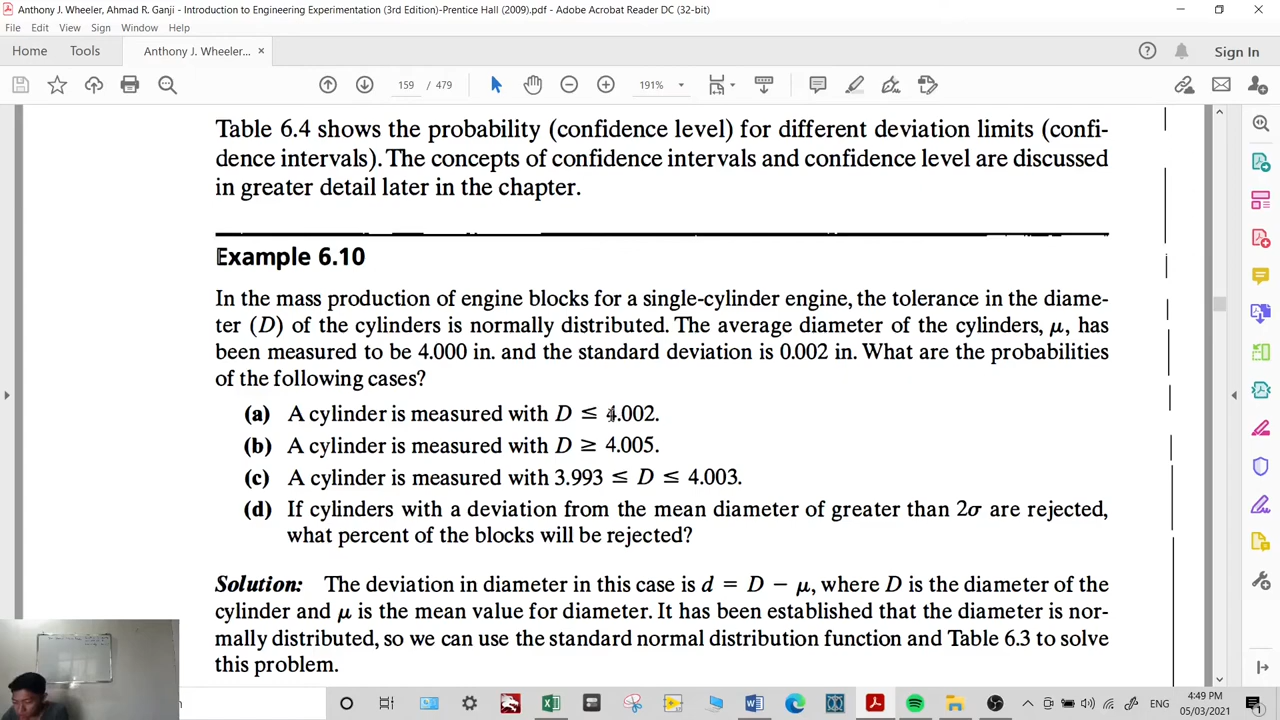 Anthony J. Wheeler, Ahmad R. Ganji - Introduction to Engineering Experimentation (3rd Edition)-Prentice Hall (2009).pdf - Adobe Acrobat Reader DC (32-bit)
File Edit View Sign Window Help
Home Tools Anthony J. Wheeler... × Sign In
159 / 479 191%
Table 6.4 shows the probability (confidence level) for different deviation limits (confi-
dence intervals). The concepts of confidence intervals and confidence level are discussed
in greater detail later in the chapter.
Example 6.10
In the mass production of engine blocks for a single-cylinder engine, the tolerance in the diame-
ter (D) of the cylinders is normally distributed. The average diameter of the cylinders, μ, has
been measured to be 4.000 in. and the standard deviation is 0.002 in. What are the probabilities
of the following cases?
(a) A cylinder is measured with D ≤ 4.002.
(b) A cylinder is measured with D ≥ 4.005.
(c) A cylinder is measured with 3.993 ≤ D ≤ 4.003.
(d) If cylinders with a deviation from the mean diameter of greater than 2σ are rejected,
what percent of the blocks will be rejected?
Solution: The deviation in diameter in this case is d = D − μ, where D is the diameter of the
cylinder and μ is the mean value for diameter. It has been established that the diameter is nor-
mally distributed, so we can use the standard normal distribution function and Table 6.3 to solve
this problem.
ENG 4:49 PM
05/03/2021